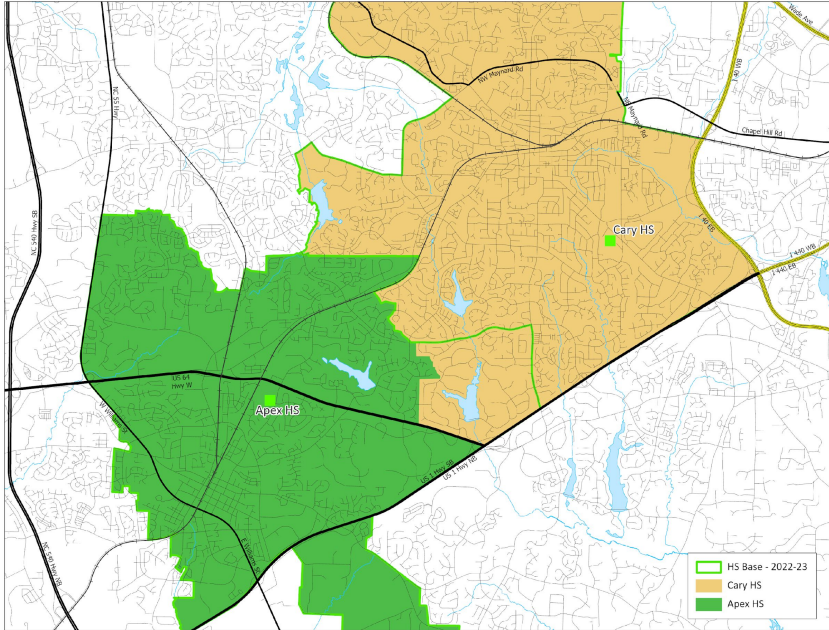 Wade Ave
I 40 WB
NW Maynard Rd
NC 55 Hwy
Chapel Hill Rd
NC 540 Hwy SB
I 40 EB
Cary HS
I 440 WB
I 440 EB
US 64
Hwy W
Apex HS
W Williams St
US 1 Hwy SB
US 1 Hwy NB
E Williams St
NC 540 Hwy NB
HS Base - 2022-23
Cary HS
Apex HS